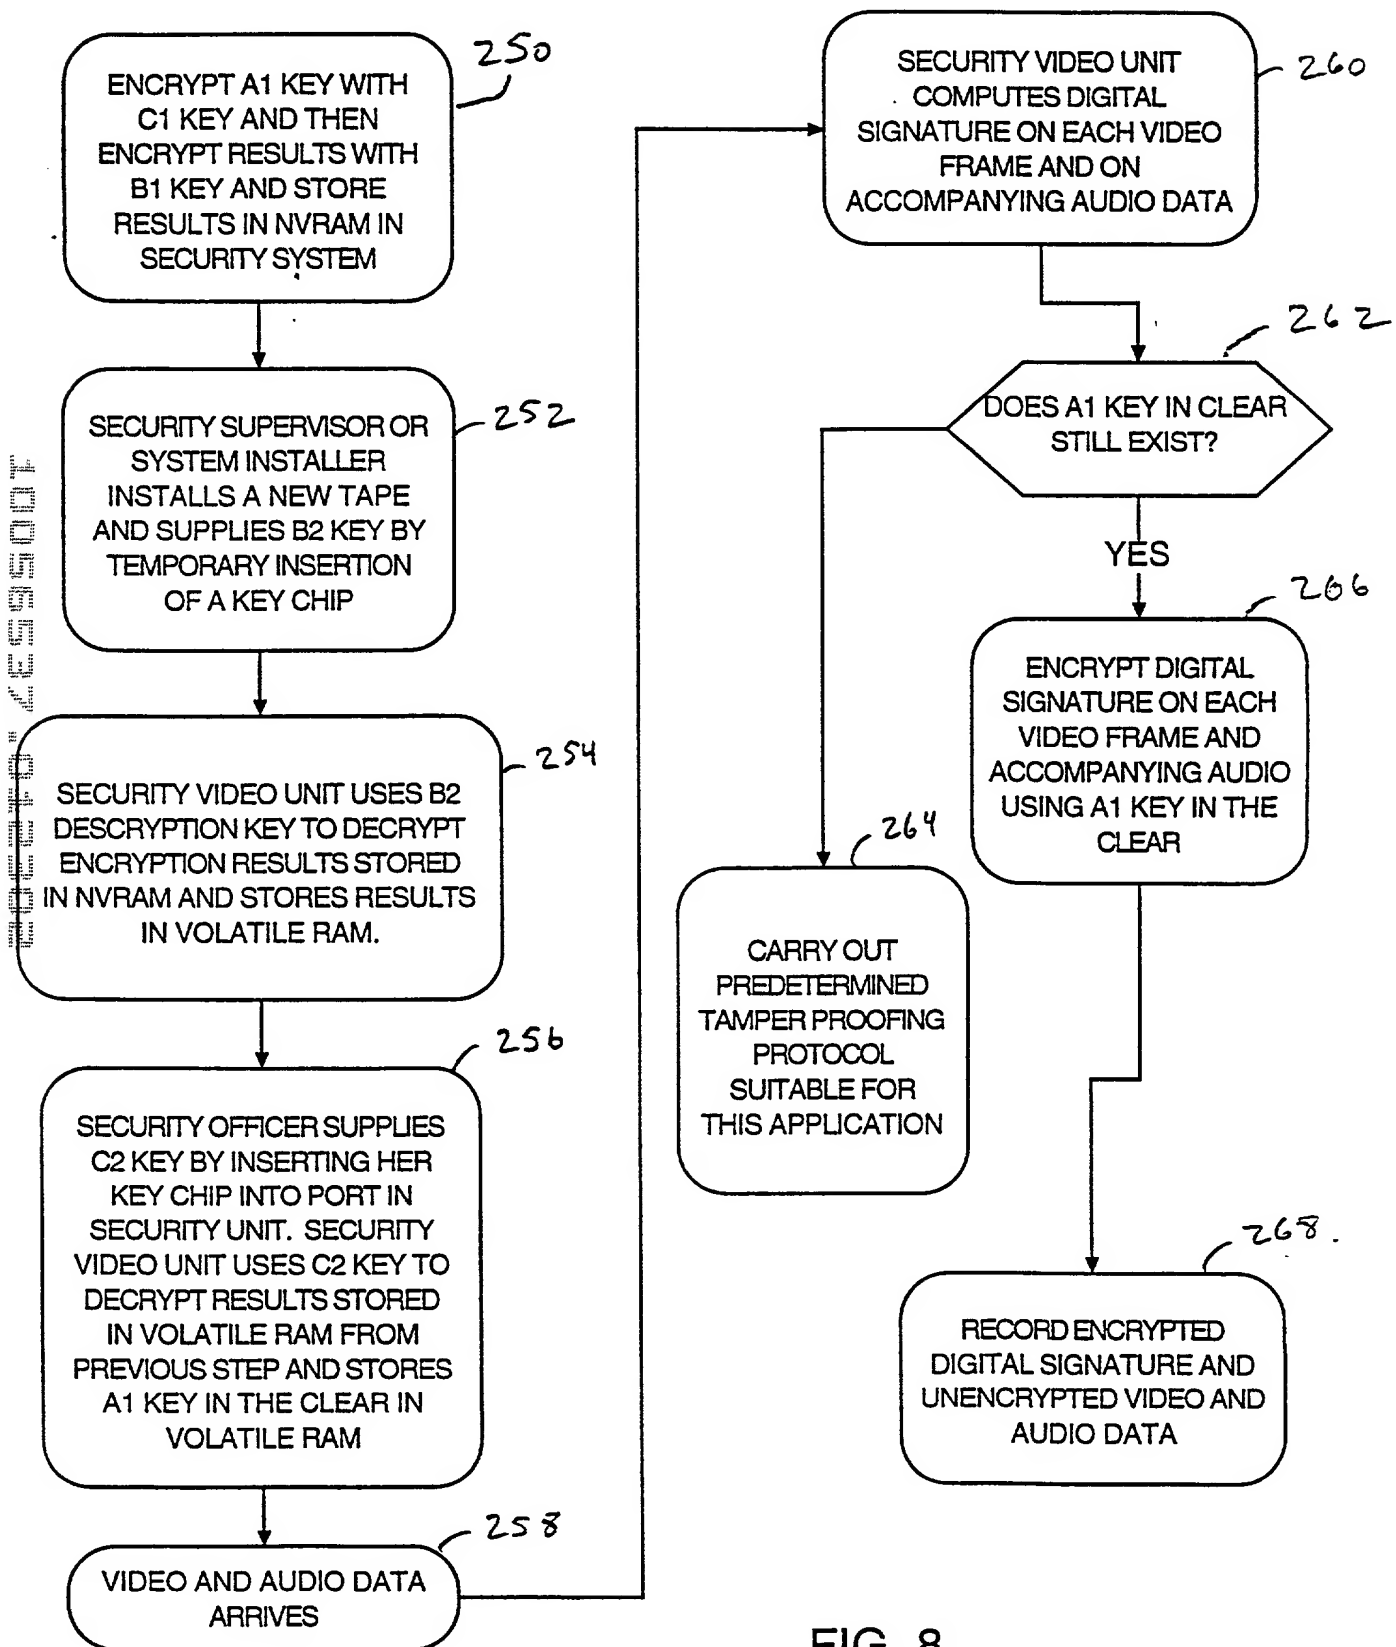 ENCRYPT A1 KEY WITH
C1 KEY AND THEN
ENCRYPT RESULTS WITH
B1 KEY AND STORE
RESULTS IN NVRAM IN
SECURITY SYSTEM
250
SECURITY SUPERVISOR OR
SYSTEM INSTALLER
INSTALLS A NEW TAPE
AND SUPPLIES B2 KEY BY
TEMPORARY INSERTION
OF A KEY CHIP
252
SECURITY VIDEO UNIT USES B2
DESCRYPTION KEY TO DECRYPT
ENCRYPTION RESULTS STORED
IN NVRAM AND STORES RESULTS
IN VOLATILE RAM.
254
SECURITY OFFICER SUPPLIES
C2 KEY BY INSERTING HER
KEY CHIP INTO PORT IN
SECURITY UNIT. SECURITY
VIDEO UNIT USES C2 KEY TO
DECRYPT RESULTS STORED
IN VOLATILE RAM FROM
PREVIOUS STEP AND STORES
A1 KEY IN THE CLEAR IN
VOLATILE RAM
256
VIDEO AND AUDIO DATA
ARRIVES
258
SECURITY VIDEO UNIT
COMPUTES DIGITAL
SIGNATURE ON EACH VIDEO
FRAME AND ON
ACCOMPANYING AUDIO DATA
260
DOES A1 KEY IN CLEAR
STILL EXIST?
262
YES
ENCRYPT DIGITAL
SIGNATURE ON EACH
VIDEO FRAME AND
ACCOMPANYING AUDIO
USING A1 KEY IN THE
CLEAR
266
CARRY OUT
PREDETERMINED
TAMPER PROOFING
PROTOCOL
SUITABLE FOR
THIS APPLICATION
264
RECORD ENCRYPTED
DIGITAL SIGNATURE AND
UNENCRYPTED VIDEO AND
AUDIO DATA
268.
FIG. 8